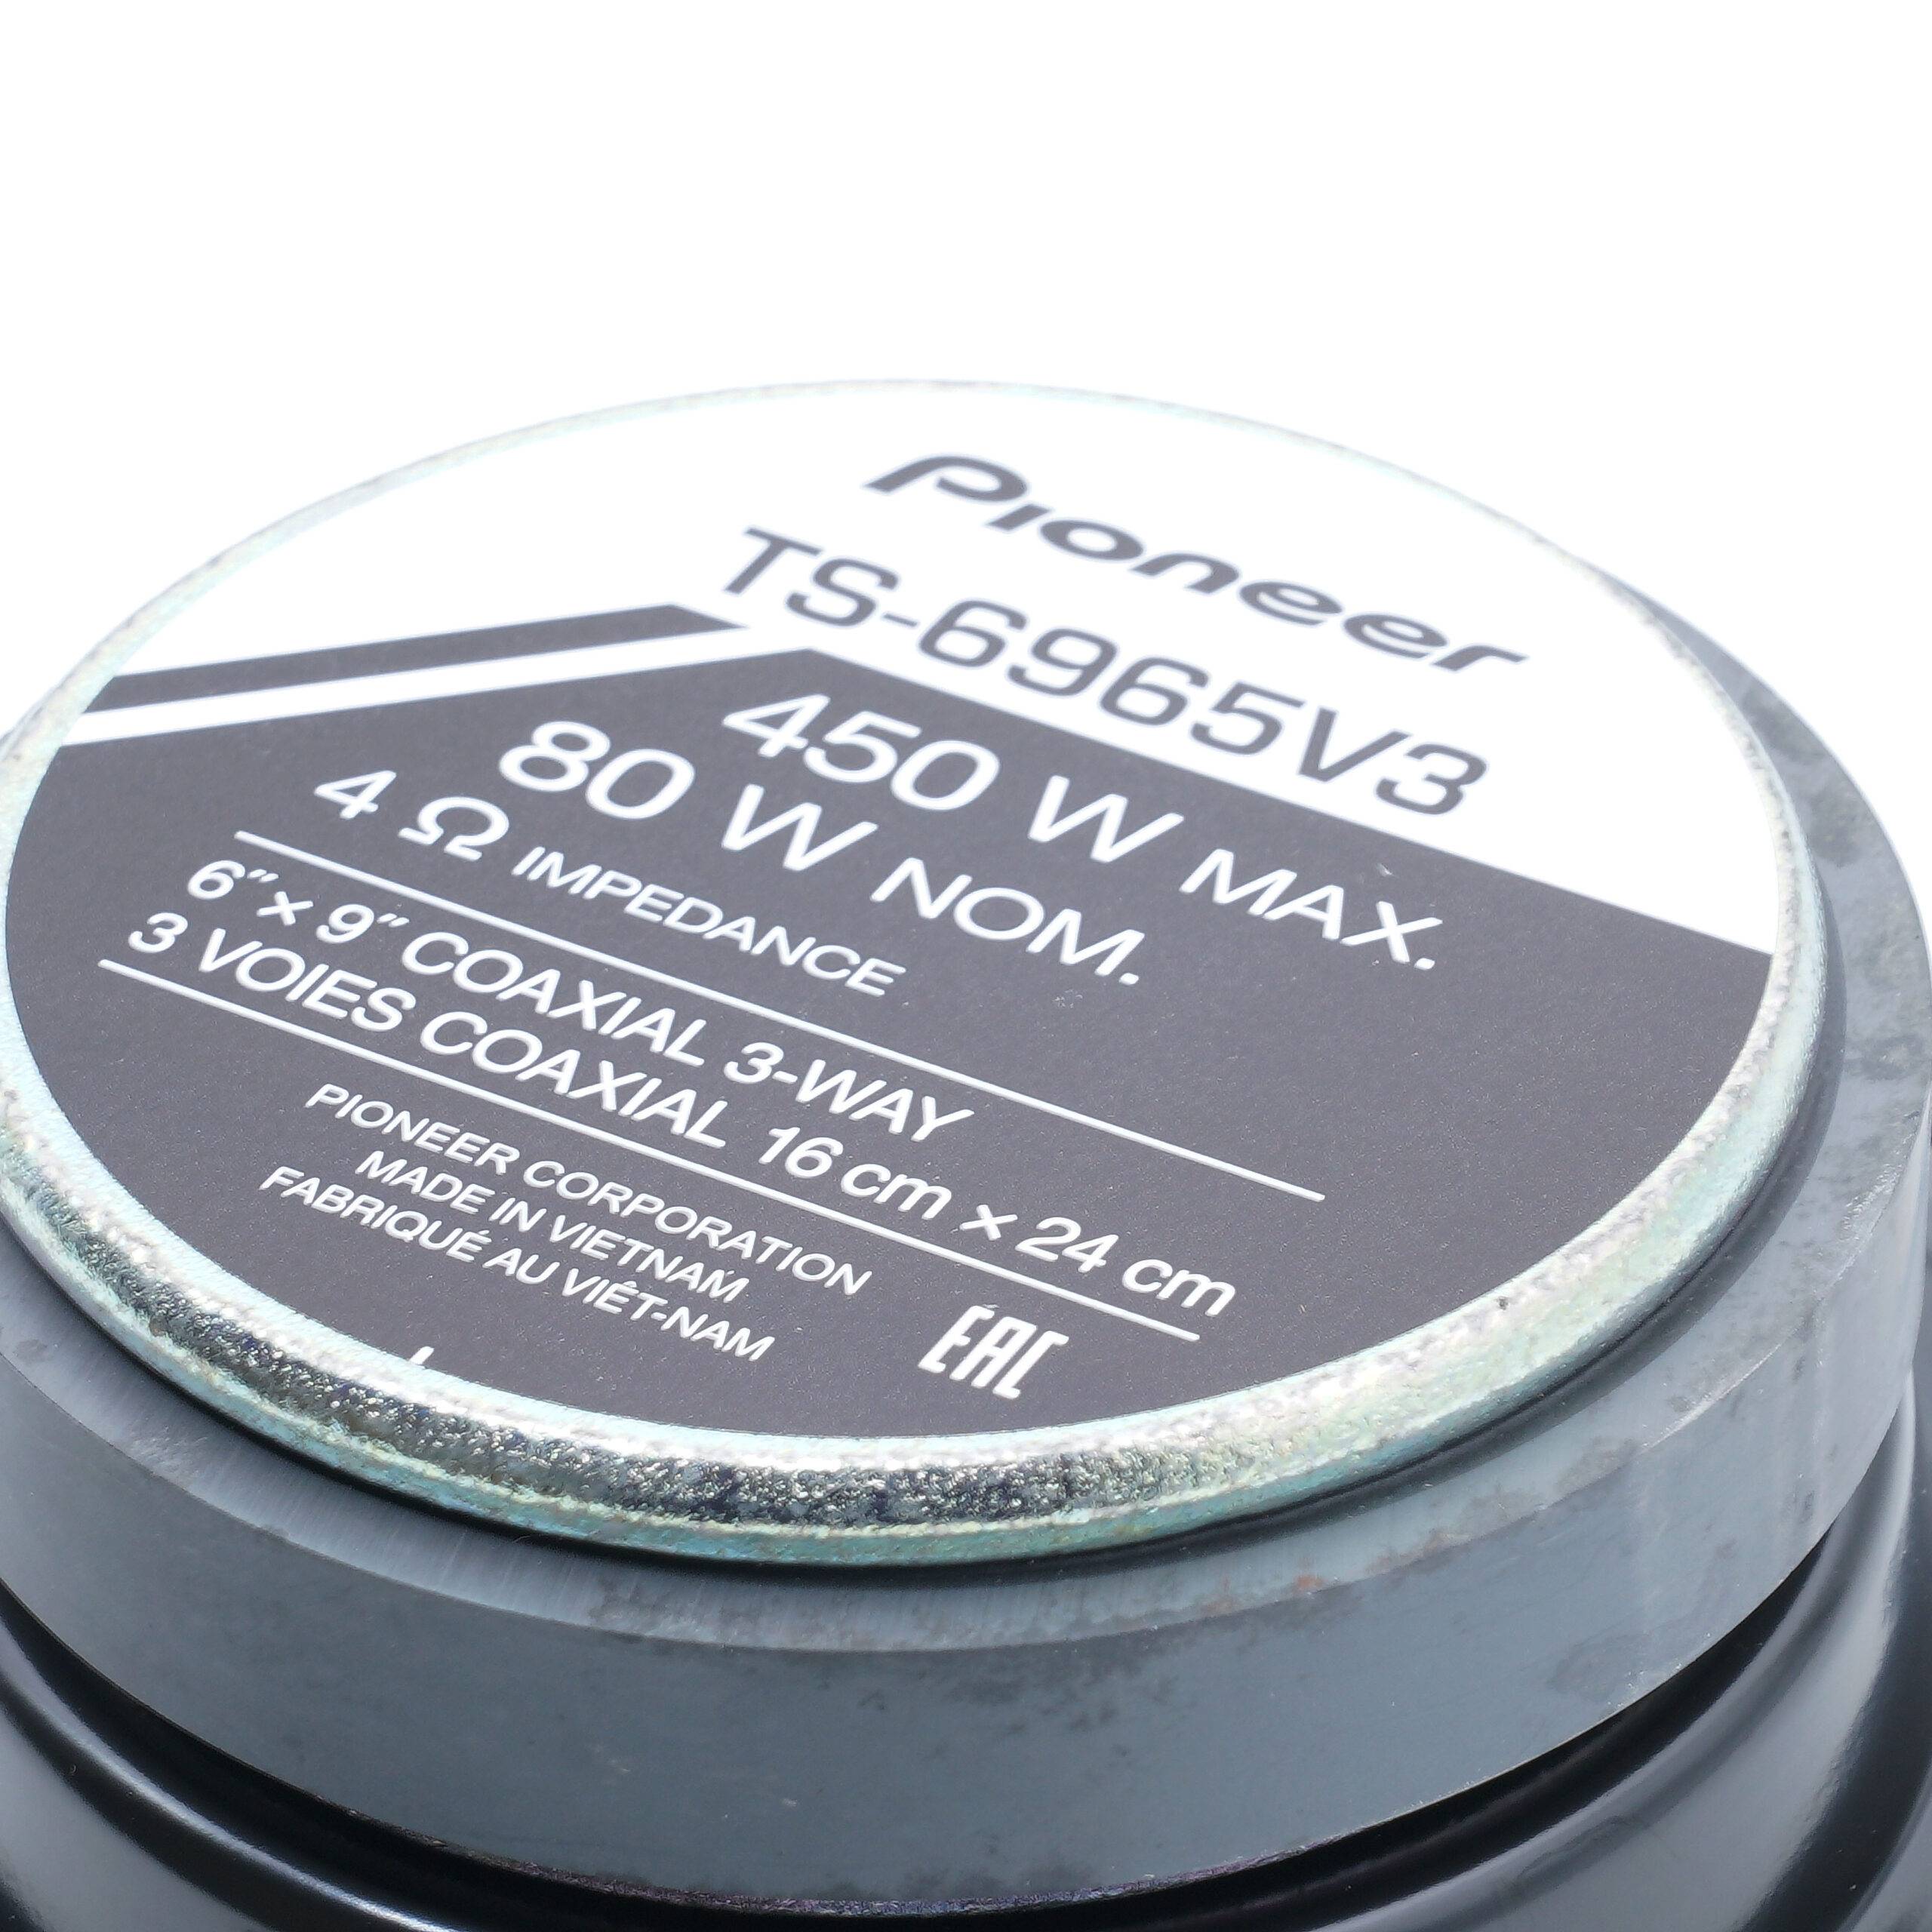 Pioneer
TS-6965V3
450 W MAX.
80 W NOM.
4 Ω IMPEDANCE
6"× 9" COAXIAL 3-WAY
3 VOIES COAXIAL 16 cm × 24 cm
PIONEER CORPORATION
MADE IN VIETNAM
FABRIQUÉ AU VIÊT-NAM
EAC